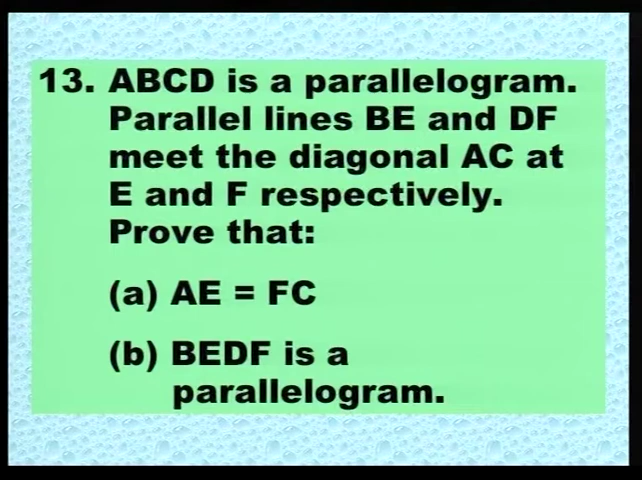 13. ABCD is a parallelogram.
Parallel lines BE and DF
meet the diagonal AC at
E and F respectively.
Prove that:
(a) AE = FC
(b) BEDF is a
parallelogram.